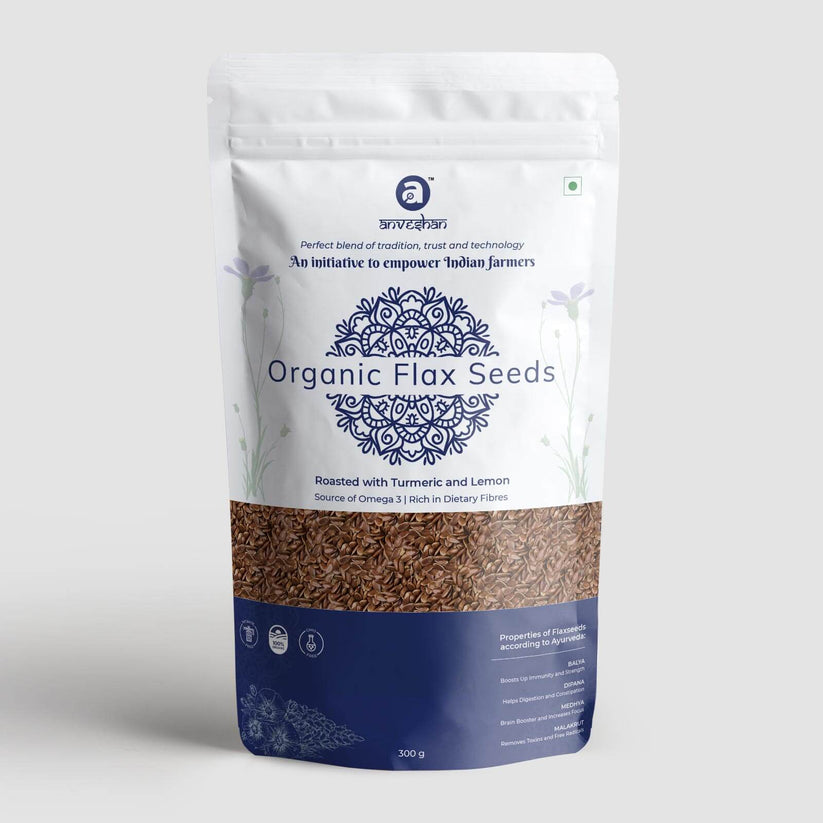 a™
anveshan
Perfect blend of tradition, trust and technology
An initiative to empower Indian farmers
Organic Flax Seeds
Roasted with Turmeric and Lemon
Source of Omega 3 | Rich in Dietary Fibres
100%
Properties of Flaxseeds
according to Ayurveda:
BALYA
Boosts Up Immunity and Strength
DIPANA
Helps Digestion and Constipation
MEDHYA
Brain Booster and Increases Focus
MALAKRUT
Removes Toxins and Free Radicals
300 g